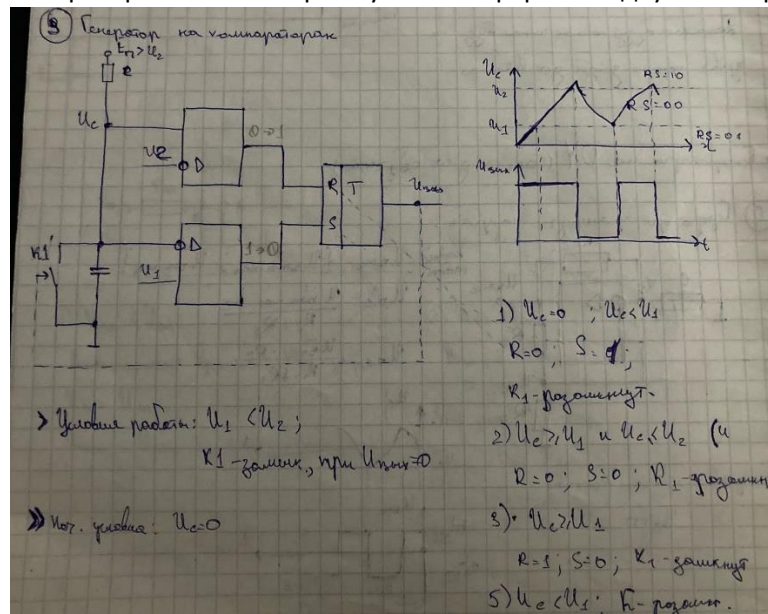 ③ Генератор на компараторах
Eп>U2
R
Uc
U2
0→1
R T
S
Uвых
K1
U1
1→0
Uc
U2
U1
RS=10
RS=00
RS=01
t
Uвых
t
> Условия работы: U1 < U2;
K1 - замкн., при Uвых=0
>> Нач. условия: Uc=0
1) Uc=0 ; Uc<U1
R=0; S=1;
K1 - разомкнут.
2) Uc≥U1 и Uc≤U2 (и
R=0; S=0; K1 - разомкн
3) Uc≥U1
R=1; S=0; K1 - замкнут
5) Uc<U1. K - разомк.